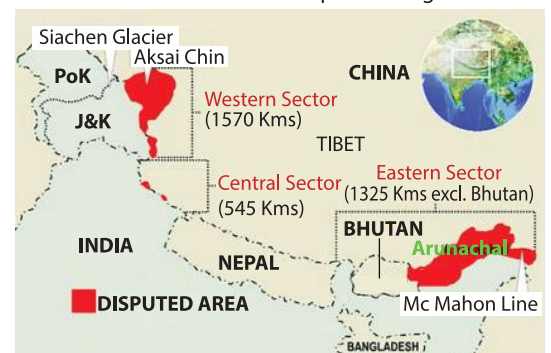 Siachen Glacier
Aksai Chin
PoK
CHINA
Western Sector
(1570 Kms)
J&K
TIBET
Eastern Sector
(1325 Kms excl. Bhutan)
Central Sector
(545 Kms)
BHUTAN
INDIA
Arunachal
NEPAL
DISPUTED AREA
Mc Mahon Line
BANGLADESH